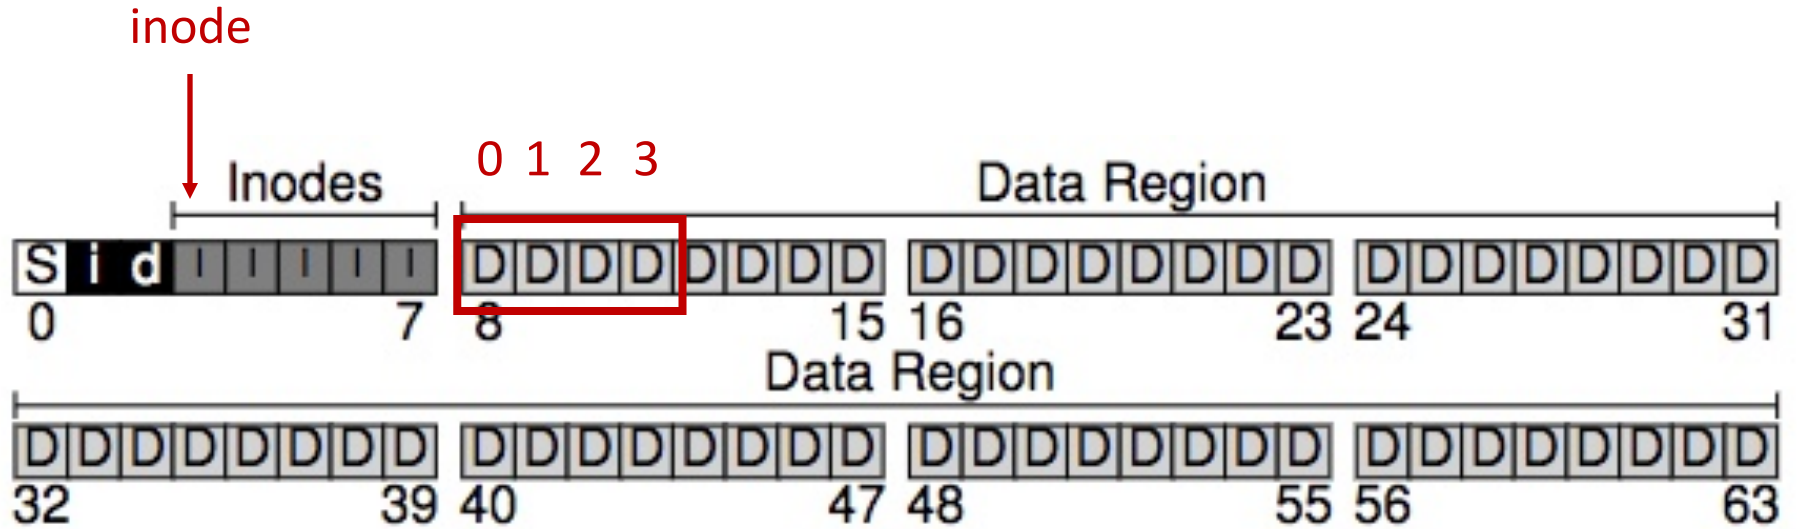 inode
0 1 2 3
Inodes Data Region
S i d I I I I I D D D D D D D D D D D D D D D D D D D D D D D D
0 7 8 15 16 23 24 31
Data Region
D D D D D D D D D D D D D D D D D D D D D D D D D D D D D D D D
32 39 40 47 48 55 56 63